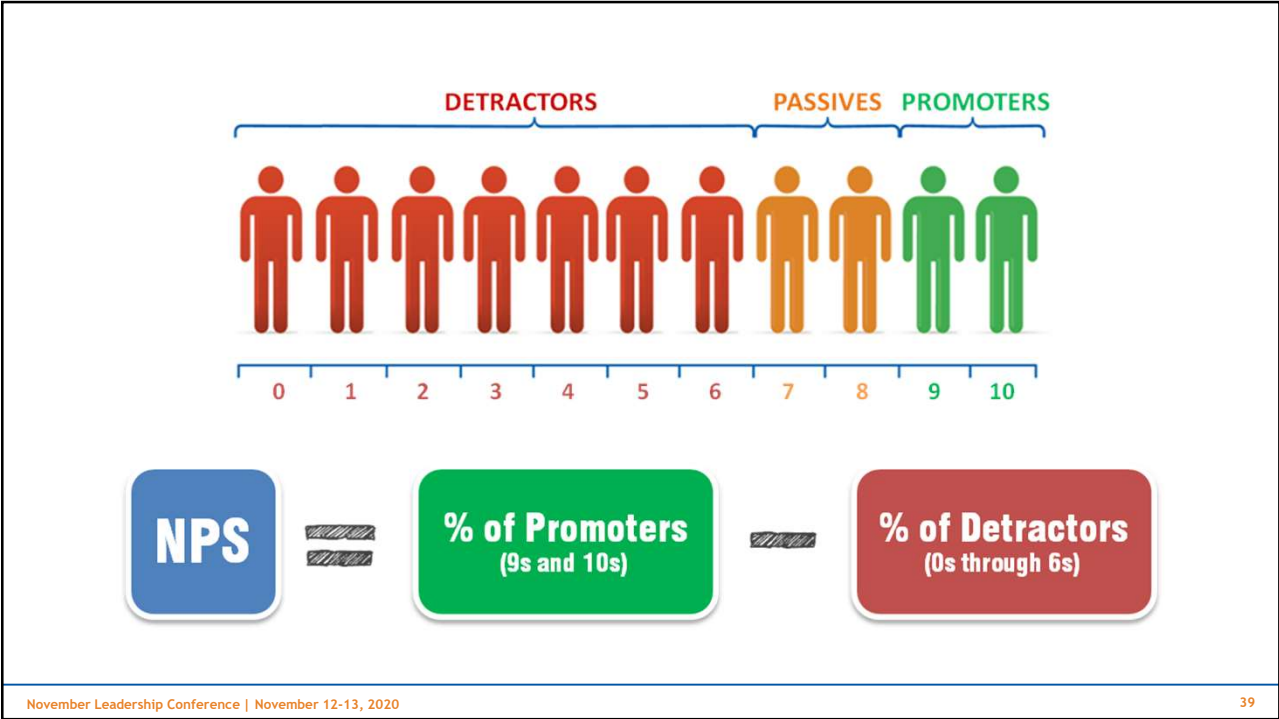 DETRACTORS PASSIVES PROMOTERS
0 1 2 3 4 5 6 7 8 9 10
NPS = % of Promoters - % of Detractors
(9s and 10s) (0s through 6s)
November Leadership Conference | November 12-13, 2020 39